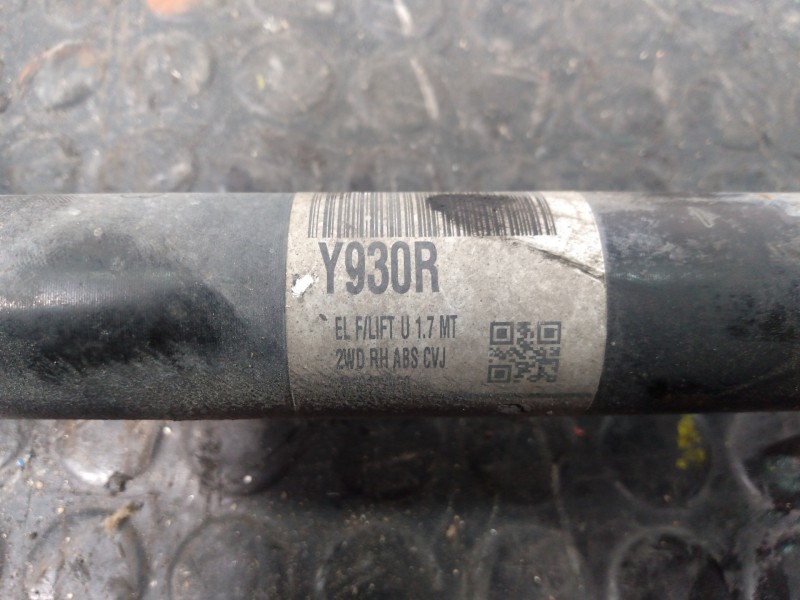 Y930R
EL F/LIFT U 1.7 MT
2WD RH ABS CVJ